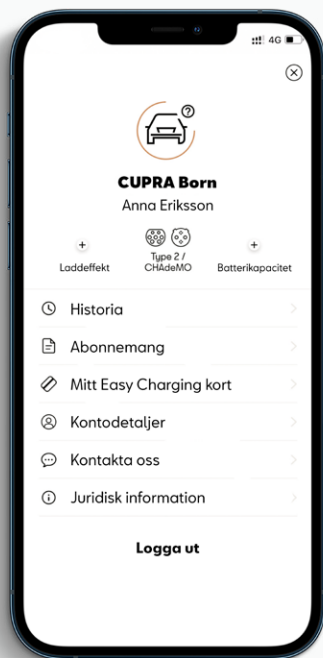 4G
CUPRA Born
Anna Eriksson
+
+
Laddeffekt
Type 2 /
CHAdeMO
Batterikapacitet
Historia
Abonnemang
Mitt Easy Charging kort
Kontodetaljer
Kontakta oss
Juridisk information
Logga ut